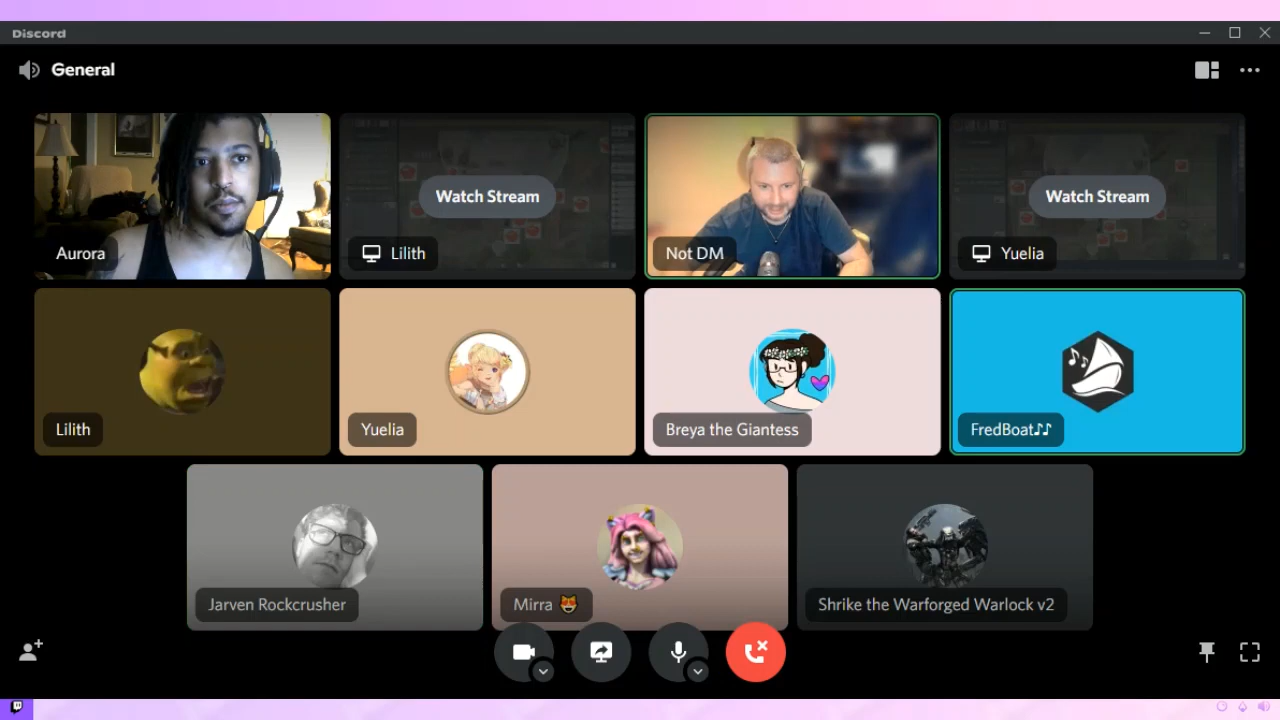 Discord
General
Aurora
Watch Stream
Lilith
Not DM
Watch Stream
Yuelia
Lilith
Yuelia
Breya the Giantess
FredBoat♪♪
Jarven Rockcrusher
Mirra 😻
Shrike the Warforged Warlock v2